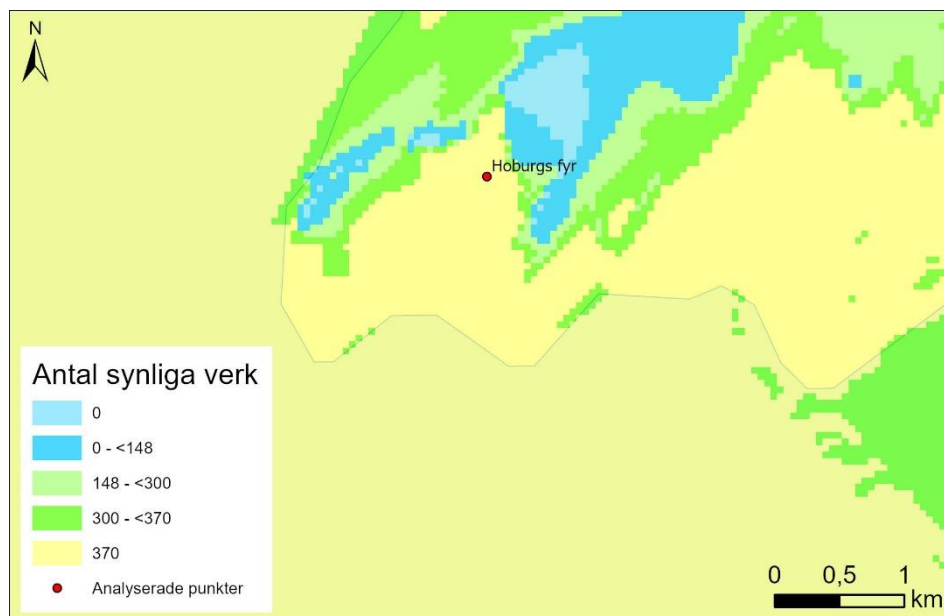 N
Hoburgs fyr
Antal synliga verk
0
0 - <148
148 - <300
300 - <370
370
Analyserade punkter
0 0,5 1
km